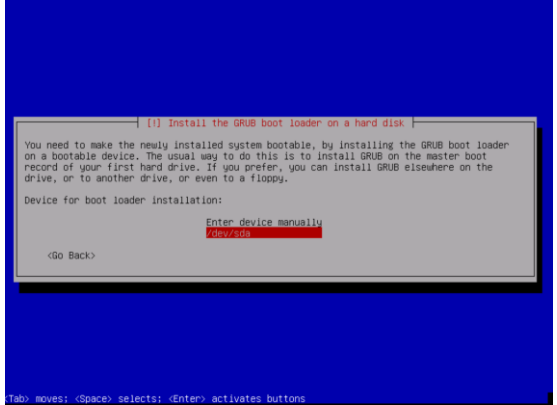 [!] Install the GRUB boot loader on a hard disk
You need to make the newly installed system bootable, by installing the GRUB boot loader
on a bootable device. The usual way to do this is to install GRUB on the master boot
record of your first hard drive. If you prefer, you can install GRUB elsewhere on the
drive, or to another drive, or even to a floppy.
Device for boot loader installation:
Enter device manually
/dev/sda
<Go Back>
<Tab> moves; <Space> selects; <Enter> activates buttons